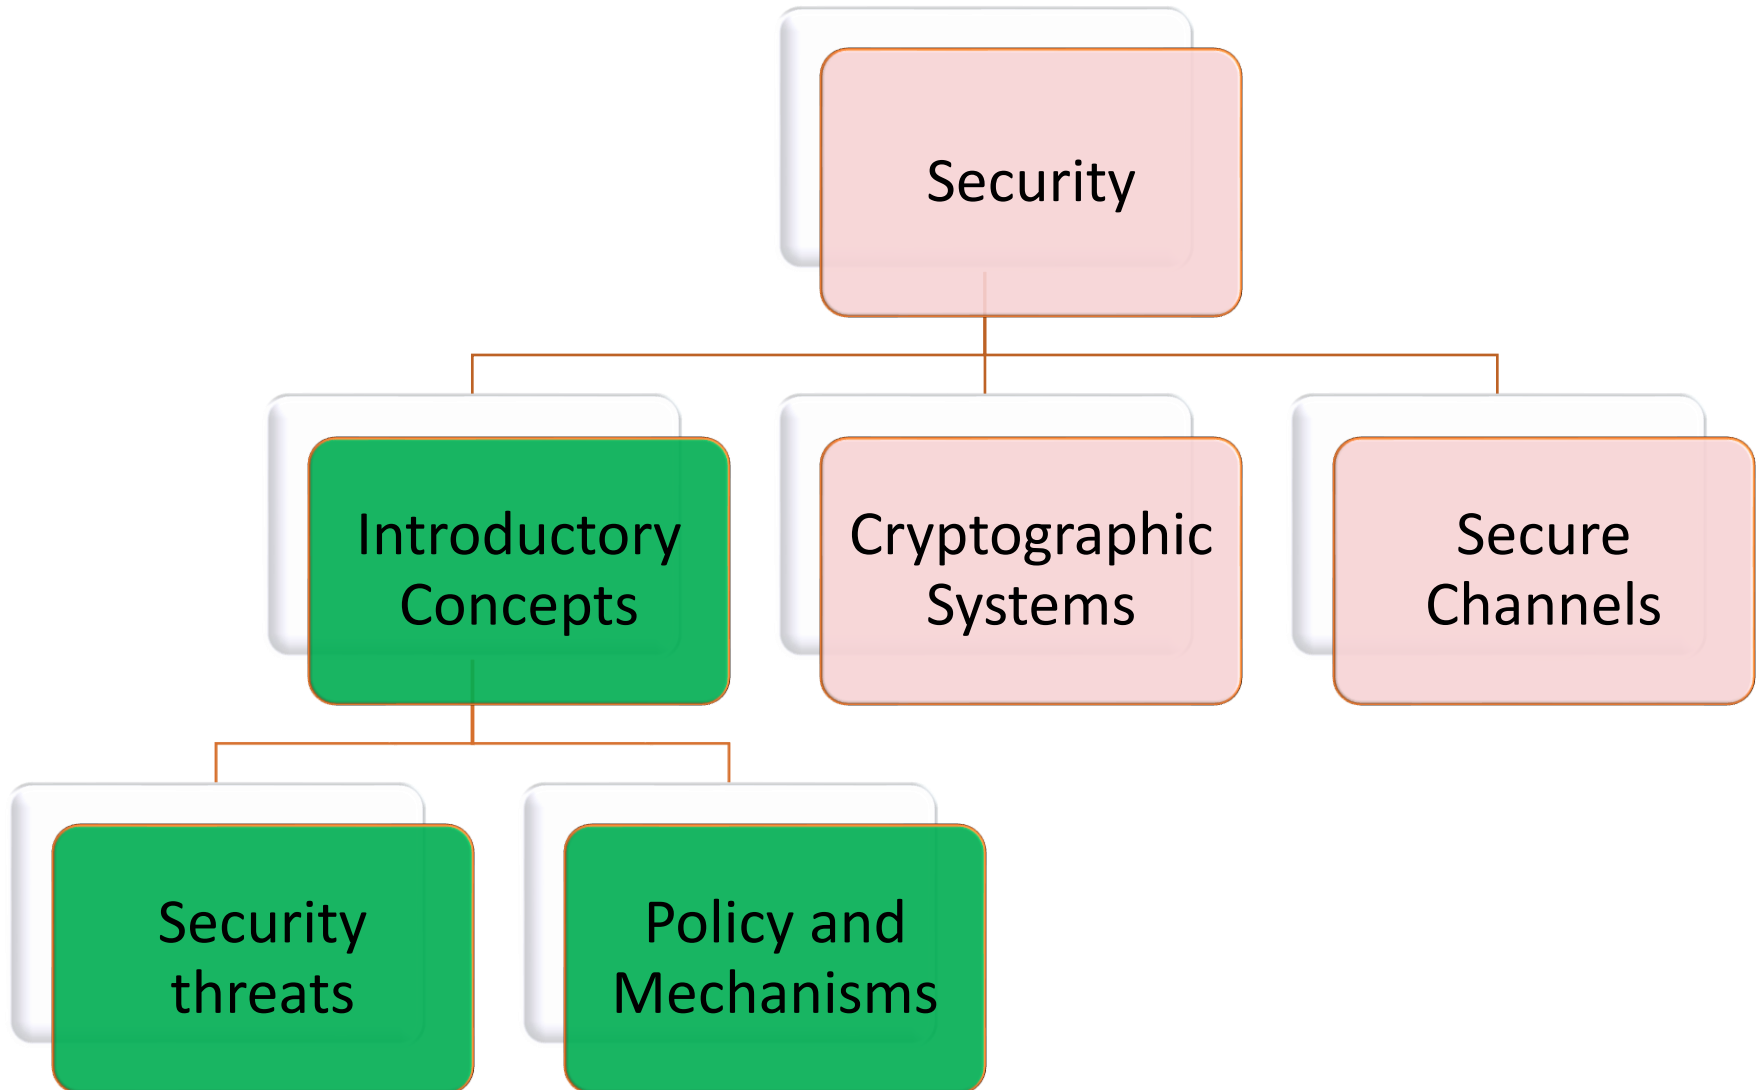 Security
Introductory
Concepts
Cryptographic
Systems
Secure
Channels
Security
threats
Policy and
Mechanisms